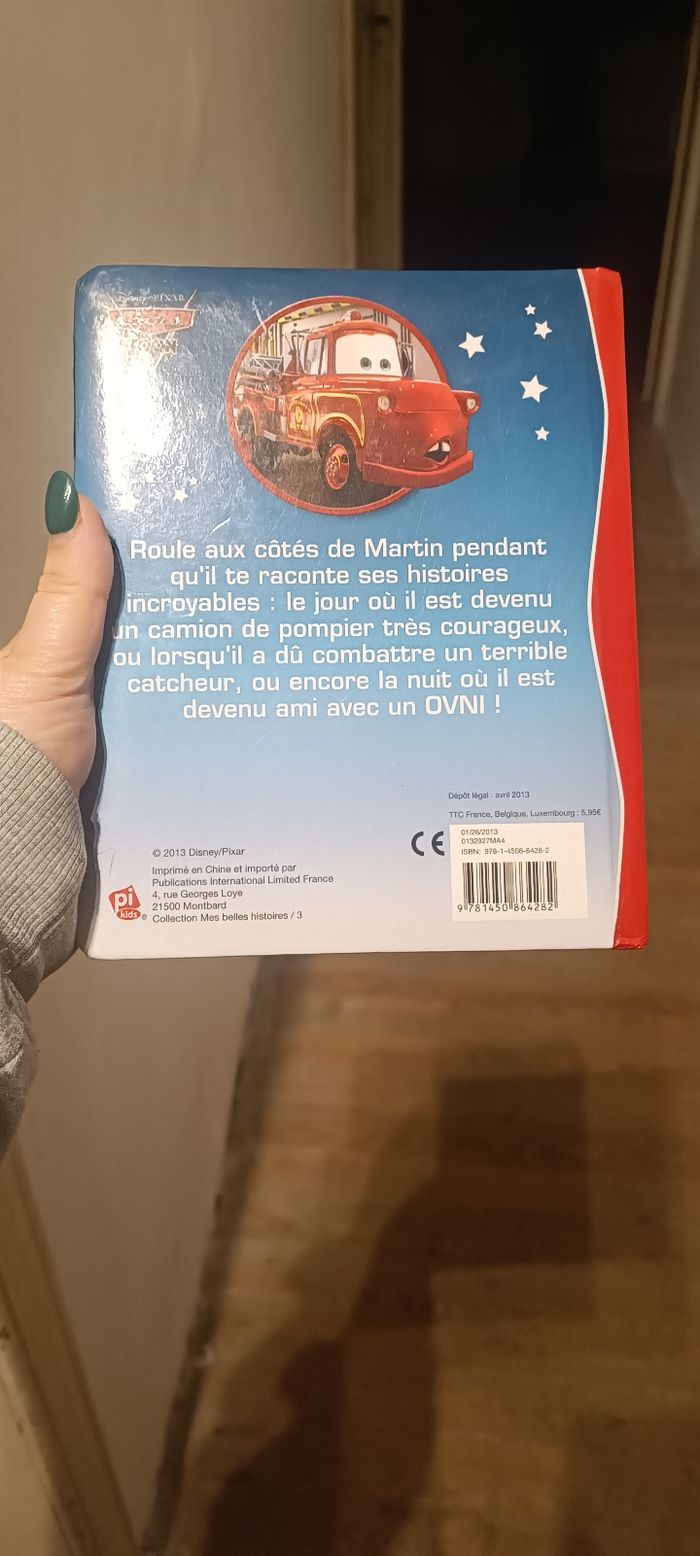 DISNEY · PIXAR
Roule aux côtés de Martin pendant
qu'il te raconte ses histoires
incroyables : le jour où il est devenu
un camion de pompier très courageux,
ou lorsqu'il a dû combattre un terrible
catcheur, ou encore la nuit où il est
devenu ami avec un OVNI !
Dépôt légal : avril 2013
TTC France, Belgique, Luxembourg : 5,95€
CE
01/26/2013
0132927MA4
ISBN: 978-1-4508-6428-2
9 781450 864282
© 2013 Disney/Pixar
Imprimé en Chine et importé par
Publications International Limited France
4, rue Georges Loye
21500 Montbard
Collection Mes belles histoires / 3
pi
kids®